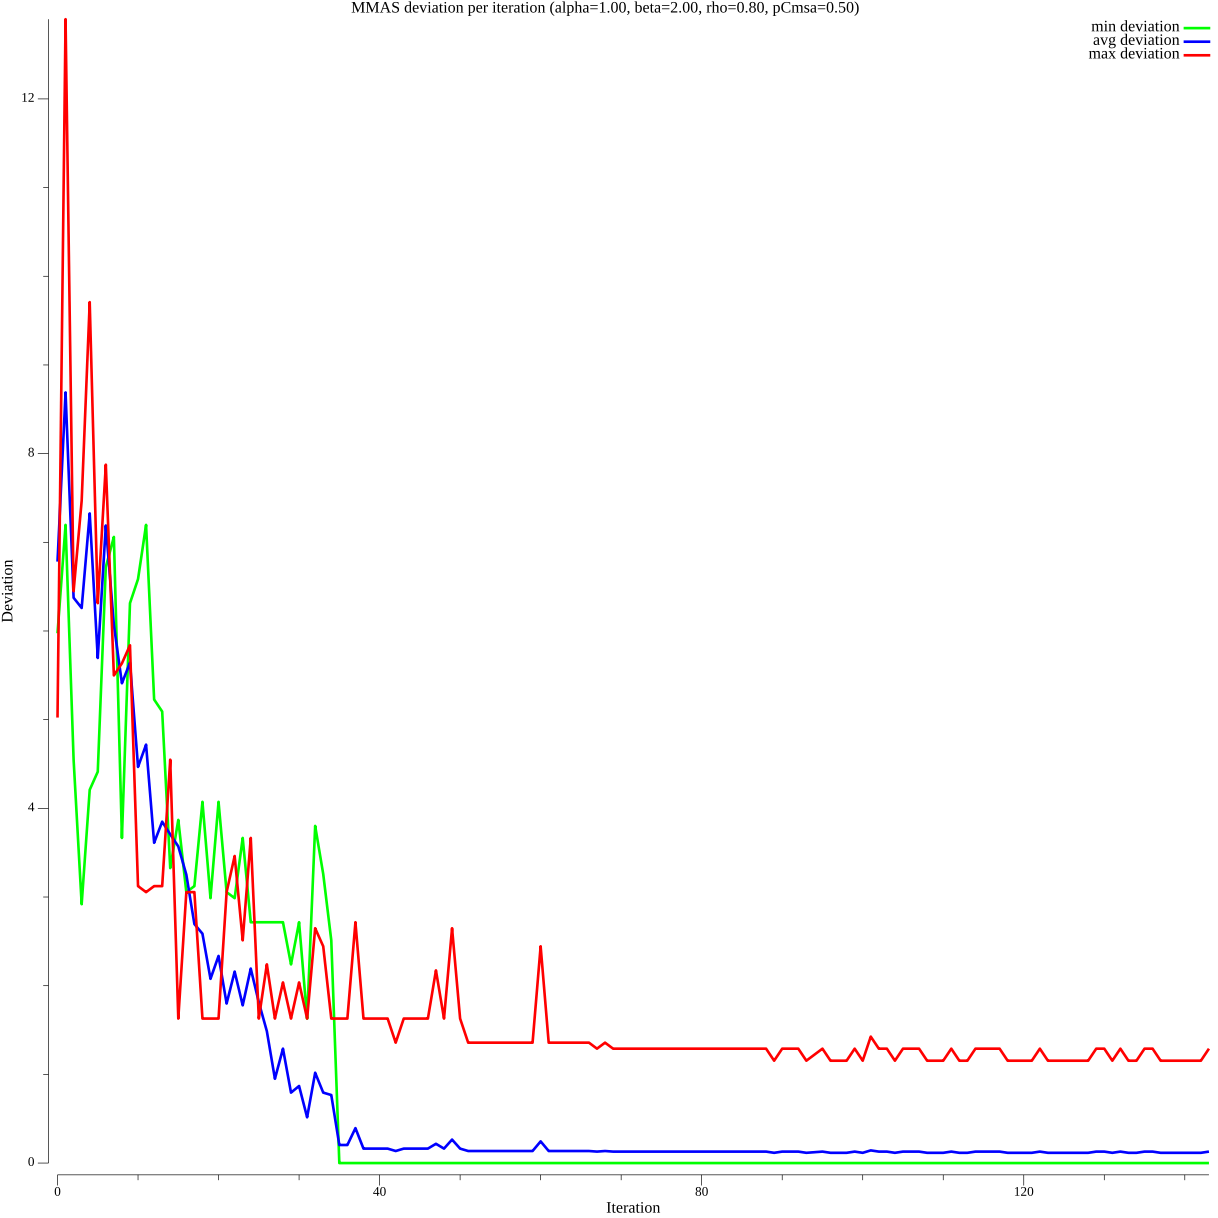 MMAS deviation per iteration (alpha=1.00, beta=2.00, rho=0.80, pCmsa=0.50)
min deviation
avg deviation
max deviation
12
8
4
0
Deviation
0
40
80
120
Iteration